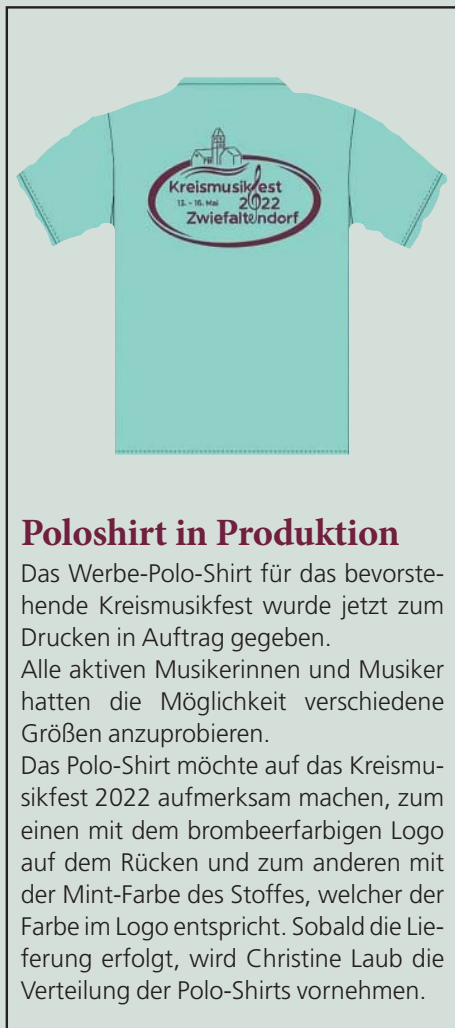 Kreismusikfest
13. - 16. Mai 2022
Zwiefaltendorf
Poloshirt in Produktion
Das Werbe-Polo-Shirt für das bevorste-
hende Kreismusikfest wurde jetzt zum
Drucken in Auftrag gegeben.
Alle aktiven Musikerinnen und Musiker
hatten die Möglichkeit verschiedene
Größen anzuprobieren.
Das Polo-Shirt möchte auf das Kreismu-
sikfest 2022 aufmerksam machen, zum
einen mit dem brombeerfarbigen Logo
auf dem Rücken und zum anderen mit
der Mint-Farbe des Stoffes, welcher der
Farbe im Logo entspricht. Sobald die Lie-
ferung erfolgt, wird Christine Laub die
Verteilung der Polo-Shirts vornehmen.